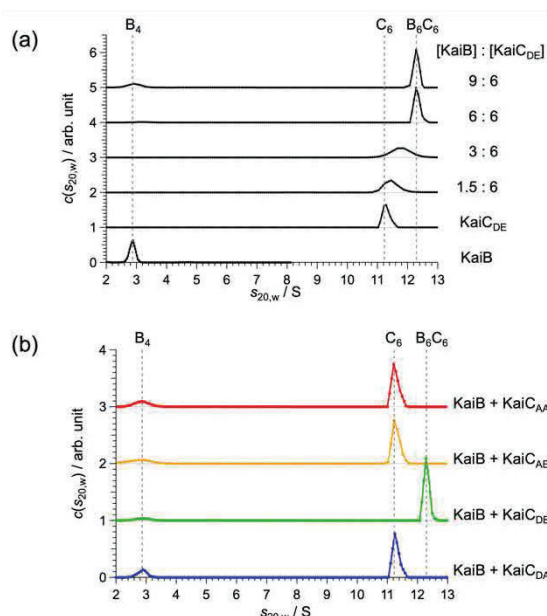 (a)
B4 C6 B6C6
[KaiB] : [KaiCDE]
6
5
4
3
2
1
0
c(s20,w) / arb. unit
9 : 6
6 : 6
3 : 6
1.5 : 6
KaiCDE
KaiB
2 3 4 5 6 7 8 9 10 11 12 13
s20,w / S
(b)
B4 C6 B6C6
4
3
2
1
0
c(s20,w) / arb. unit
KaiB + KaiCAA
KaiB + KaiCAE
KaiB + KaiCDE
KaiB + KaiCDA
2 3 4 5 6 7 8 9 10 11 12 13
s20,w / S